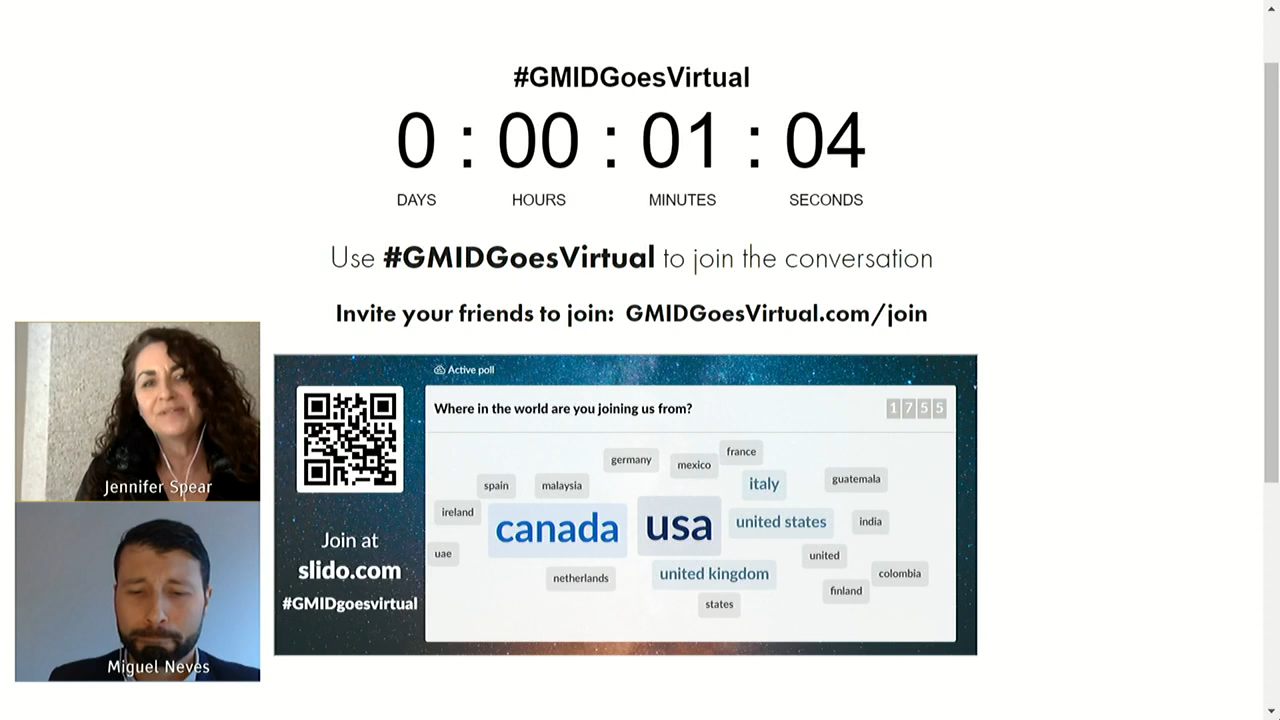 #GMIDGoesVirtual
0 : 00 : 01 : 04
DAYS HOURS MINUTES SECONDS
Use #GMIDGoesVirtual to join the conversation
Invite your friends to join: GMIDGoesVirtual.com/join
Jennifer Spear
Miguel Neves
Join at
slido.com
#GMIDgoesvirtual
Active poll
Where in the world are you joining us from?
1755
france
germany
mexico
guatemala
spain
malaysia
italy
ireland
canada
usa
united states
india
uae
united
netherlands
united kingdom
colombia
finland
states